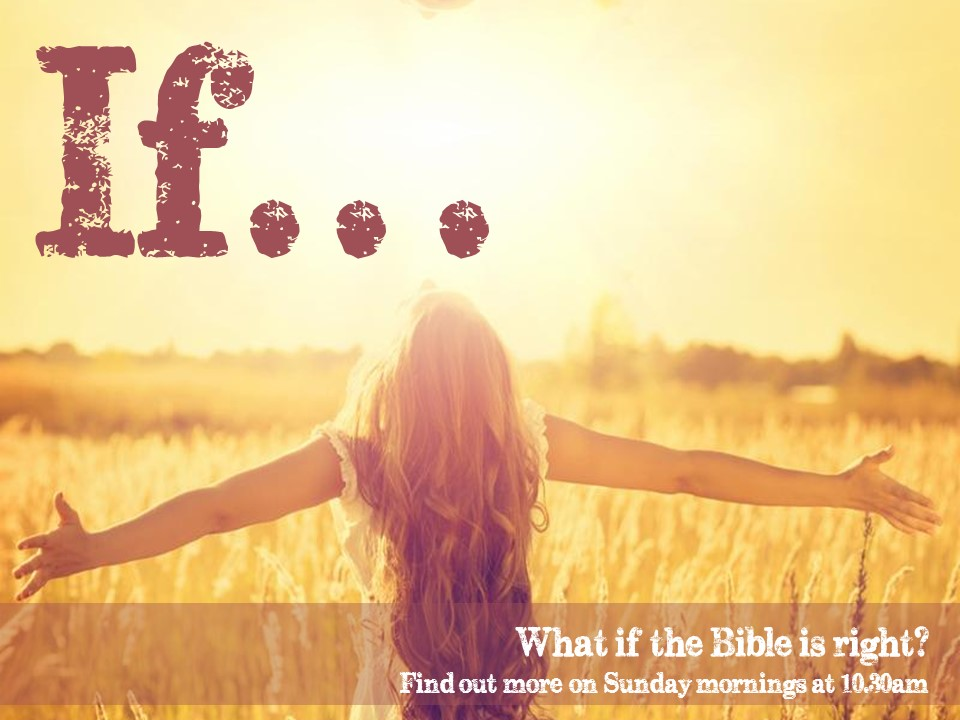 If...
What if the Bible is right?
Find out more on Sunday mornings at 10.30am